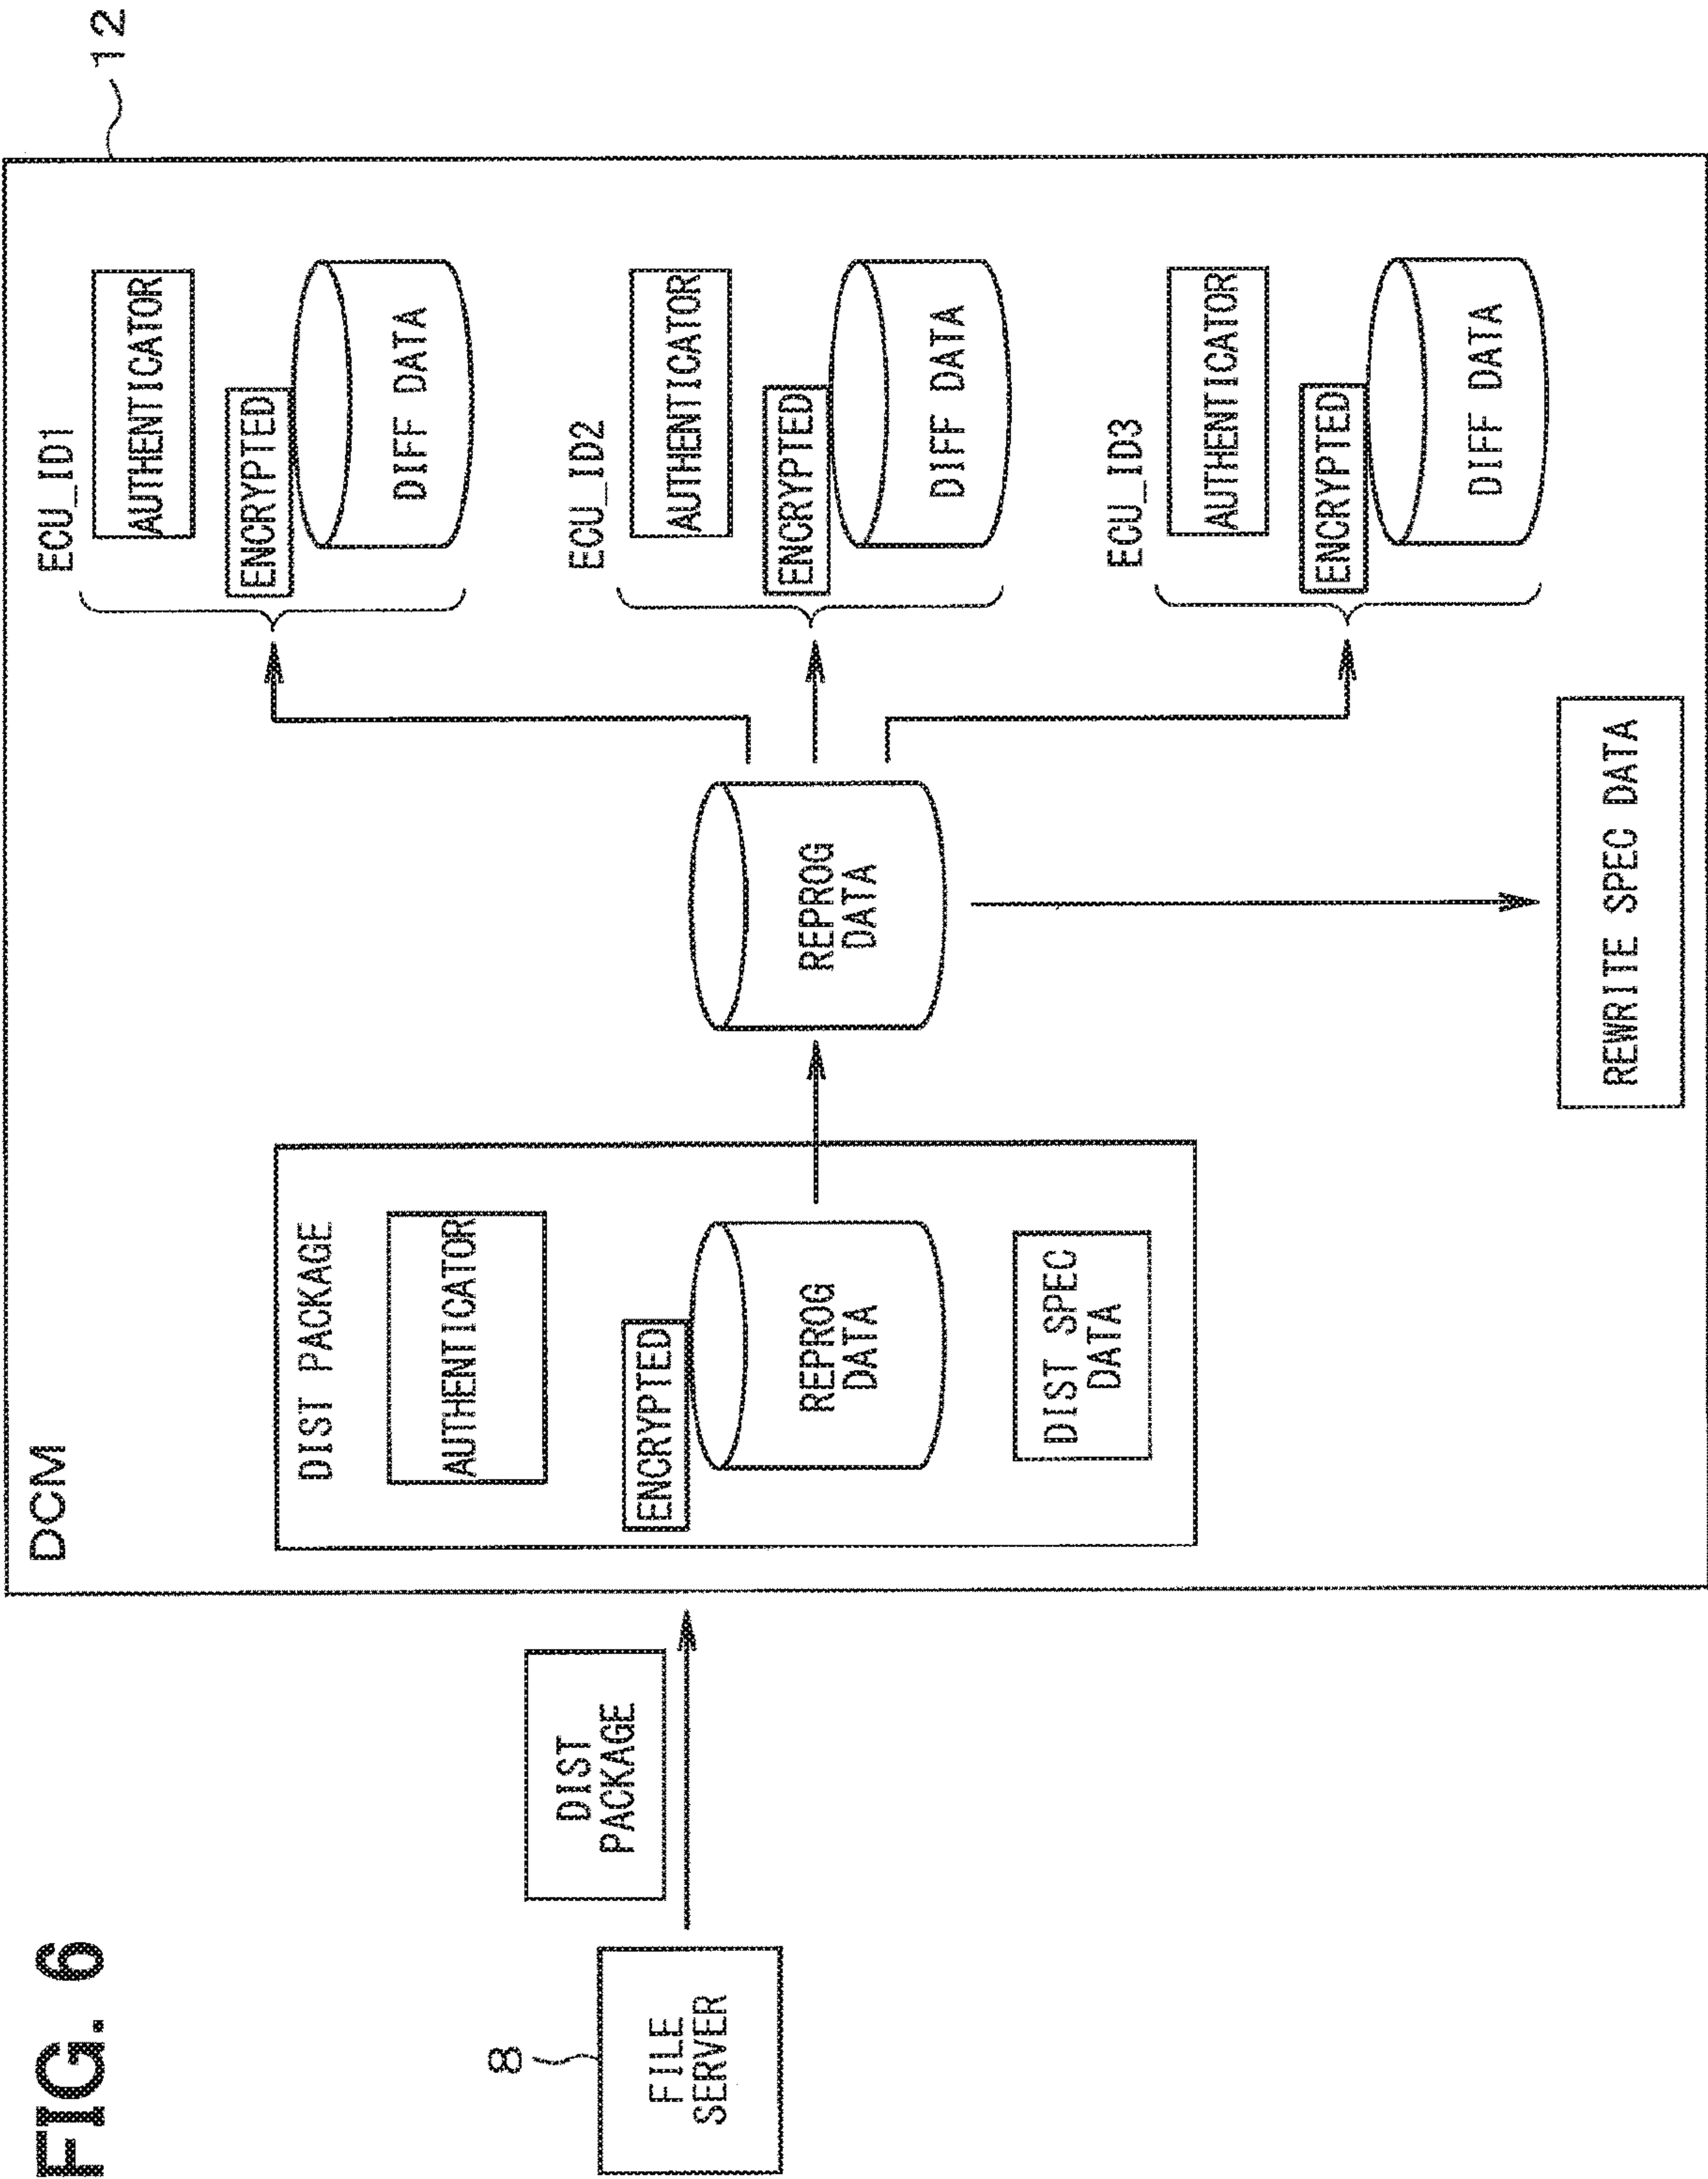 FIG. 6
8
FILE
SERVER
DIST
PACKAGE
DCM
12
DIST PACKAGE
AUTHENTICATOR
ENCRYPTED
REPROG
DATA
DIST SPEC
DATA
REPROG
DATA
ECU_ID1
AUTHENTICATOR
ENCRYPTED
DIFF DATA
ECU_ID2
AUTHENTICATOR
ENCRYPTED
DIFF DATA
ECU_ID3
AUTHENTICATOR
ENCRYPTED
DIFF DATA
REWRITE SPEC DATA